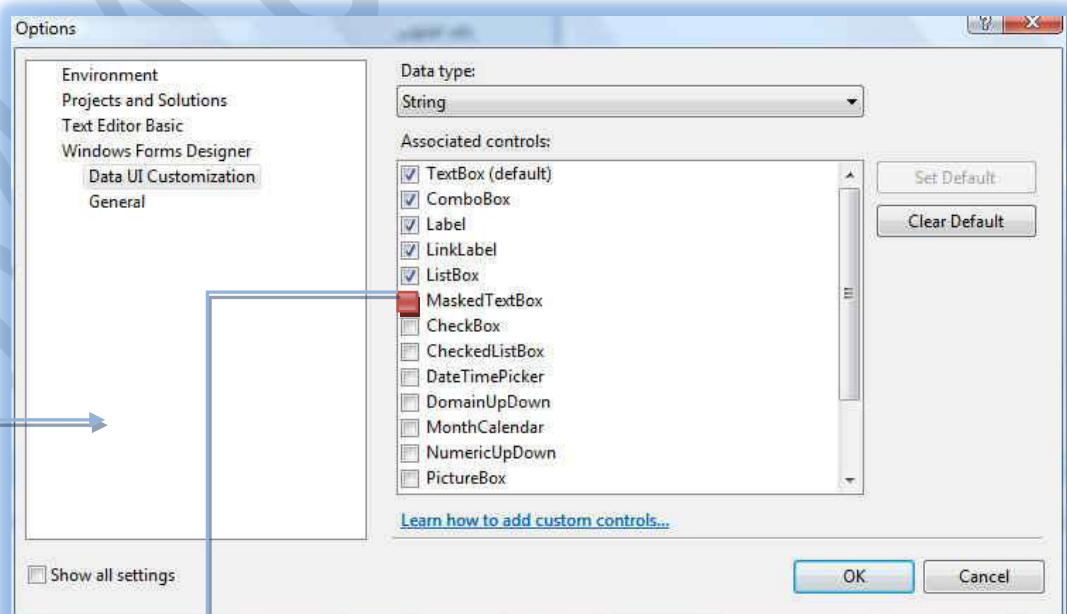 Options
Environment
Projects and Solutions
Text Editor Basic
Windows Forms Designer
Data UI Customization
General
Show all settings
Data type:
String
Associated controls:
TextBox (default)
ComboBox
Label
LinkLabel
ListBox
MaskedTextBox
CheckBox
CheckedListBox
DateTimePicker
DomainUpDown
MonthCalendar
NumericUpDown
PictureBox
Set Default
Clear Default
Learn how to add custom controls...
OK
Cancel